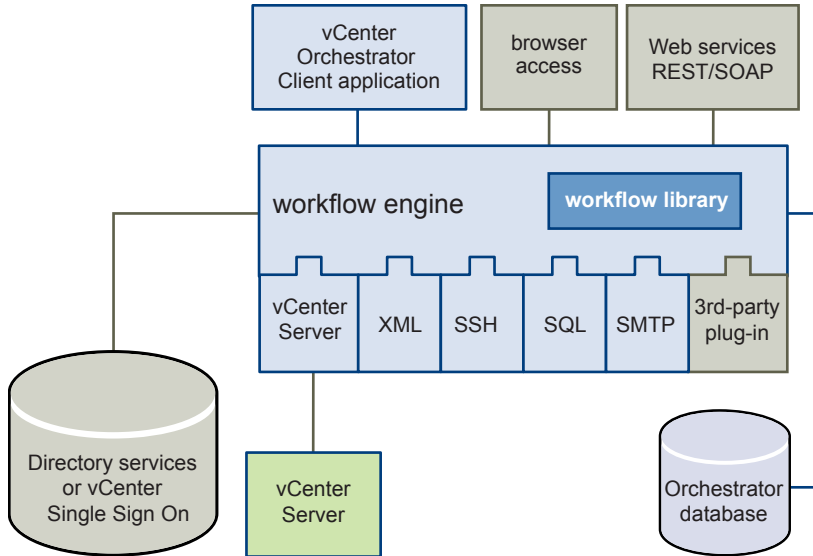 vCenter
Orchestrator
Client application
browser
access
Web services
REST/SOAP
workflow engine
workflow library
vCenter
Server
XML
SSH
SQL
SMTP
3rd-party
plug-in
Directory services
or vCenter
Single Sign On
vCenter
Server
Orchestrator
database